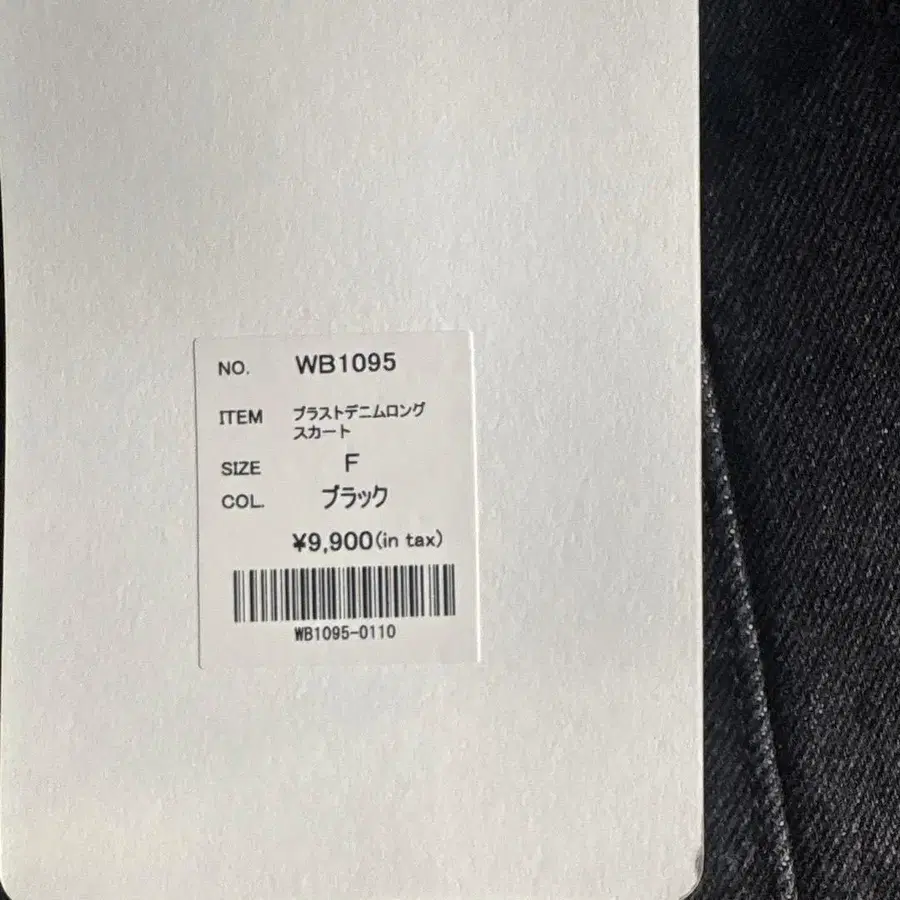 NO. WB1095
ITEM ブラストデニムロング
スカート
SIZE F
COL. ブラック
¥9,900(in tax)
WB1095-0110